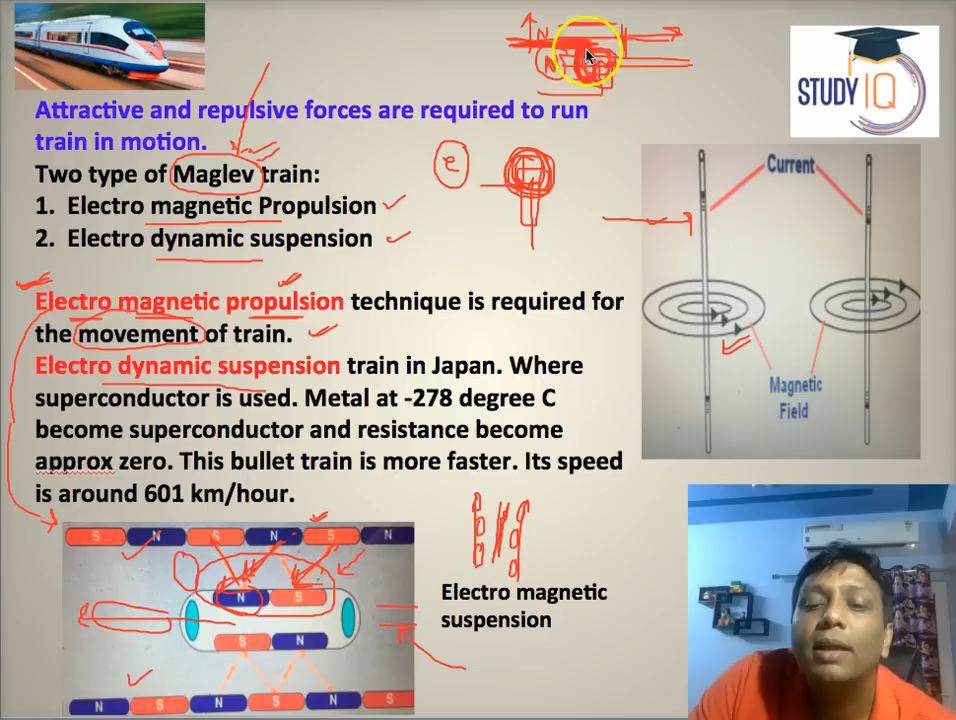 N
N
STUDY IQ
Attractive and repulsive forces are required to run
train in motion.
Two type of Maglev train:
1. Electro magnetic Propulsion
2. Electro dynamic suspension
e
Electro magnetic propulsion technique is required for
the movement of train.
Electro dynamic suspension train in Japan. Where
superconductor is used. Metal at -278 degree C
become superconductor and resistance become
approx zero. This bullet train is more faster. Its speed
is around 601 km/hour.
Current
Magnetic
Field
S N S N S N
N S
S N
N S N S N S
Electro magnetic
suspension